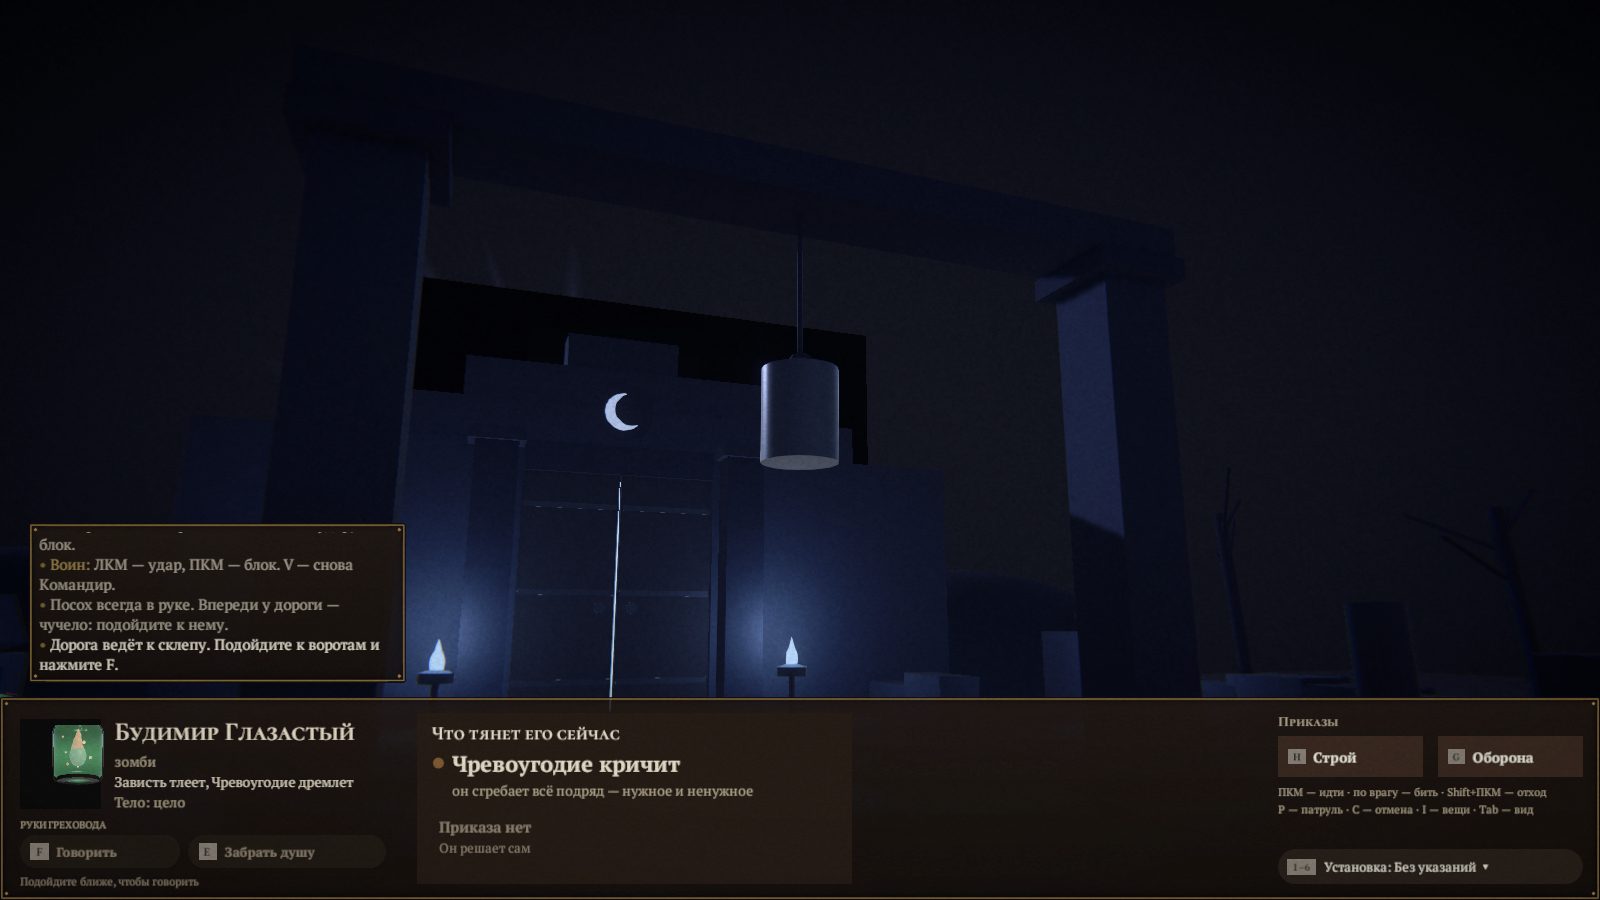 блок.
• Воин: ЛКМ — удар, ПКМ — блок. V — снова
Командир.
• Посох всегда в руке. Впереди у дороги —
чучело: подойдите к нему.
• Дорога ведёт к склепу. Подойдите к воротам и
нажмите F.
Будимир Глазастый
зомби
Зависть тлеет, Чревоугодие дремлет
Тело: цело
РУКИ ГРЕХОВОДА
F Говорить
E Забрать душу
Подойдите ближе, чтобы говорить
Что тянет его сейчас
Чревоугодие кричит
он сгребает всё подряд — нужное и ненужное
Приказа нет
Он решает сам
Приказы
H Строй
G Оборона
ПКМ — идти · по врагу — бить · Shift+ПКМ — отход
P — патруль · C — отмена · I — вещи · Tab — вид
1–6 Установка: Без указаний ▾